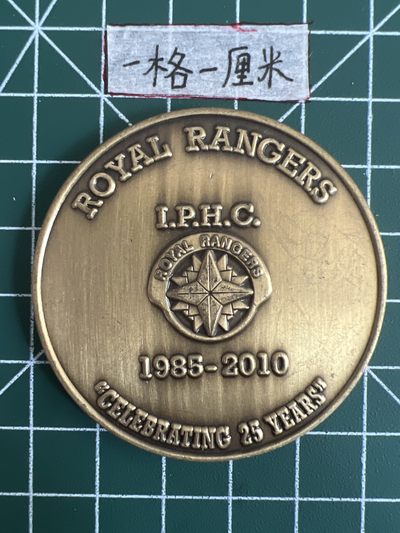 一格一厘米
ROYAL RANGERS
I.P.H.C.
ROYAL RANGERS
1985-2010
"CELEBRATING 25 YEARS"